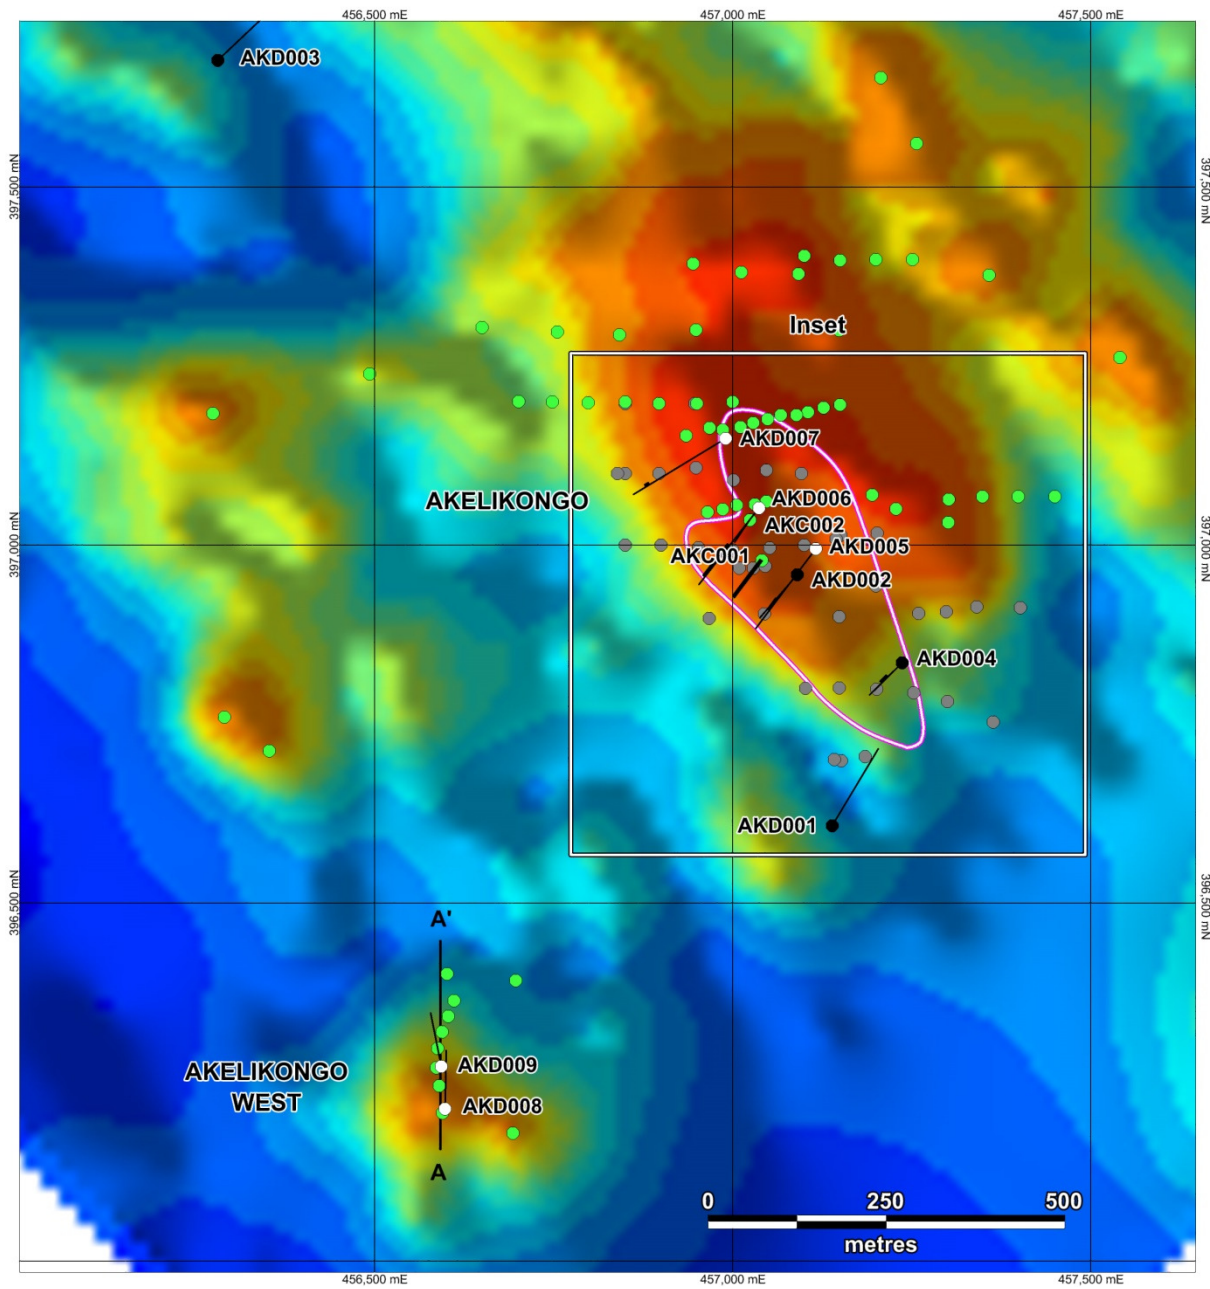 456,500 mE
457,000 mE
457,500 mE
AKD003
397,500 mN
397,500 mN
Inset
AKD007
AKELIKONGO
AKD006
AKC002
397,000 mN
397,000 mN
AKC001
AKD005
AKD002
AKD004
AKD001
396,500 mN
396,500 mN
A'
AKELIKONGO
WEST
AKD009
AKD008
A
0
250
500
metres
456,500 mE
457,000 mE
457,500 mE